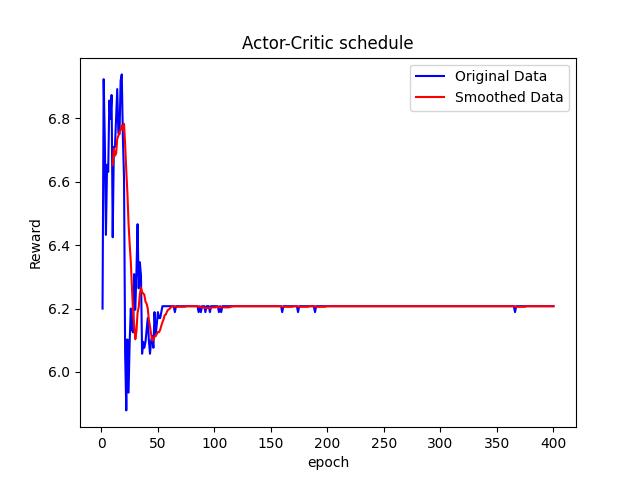 Actor-Critic schedule
Original Data
Smoothed Data
Reward
6.8
6.6
6.4
6.2
6.0
0 50 100 150 200 250 300 350 400
epoch